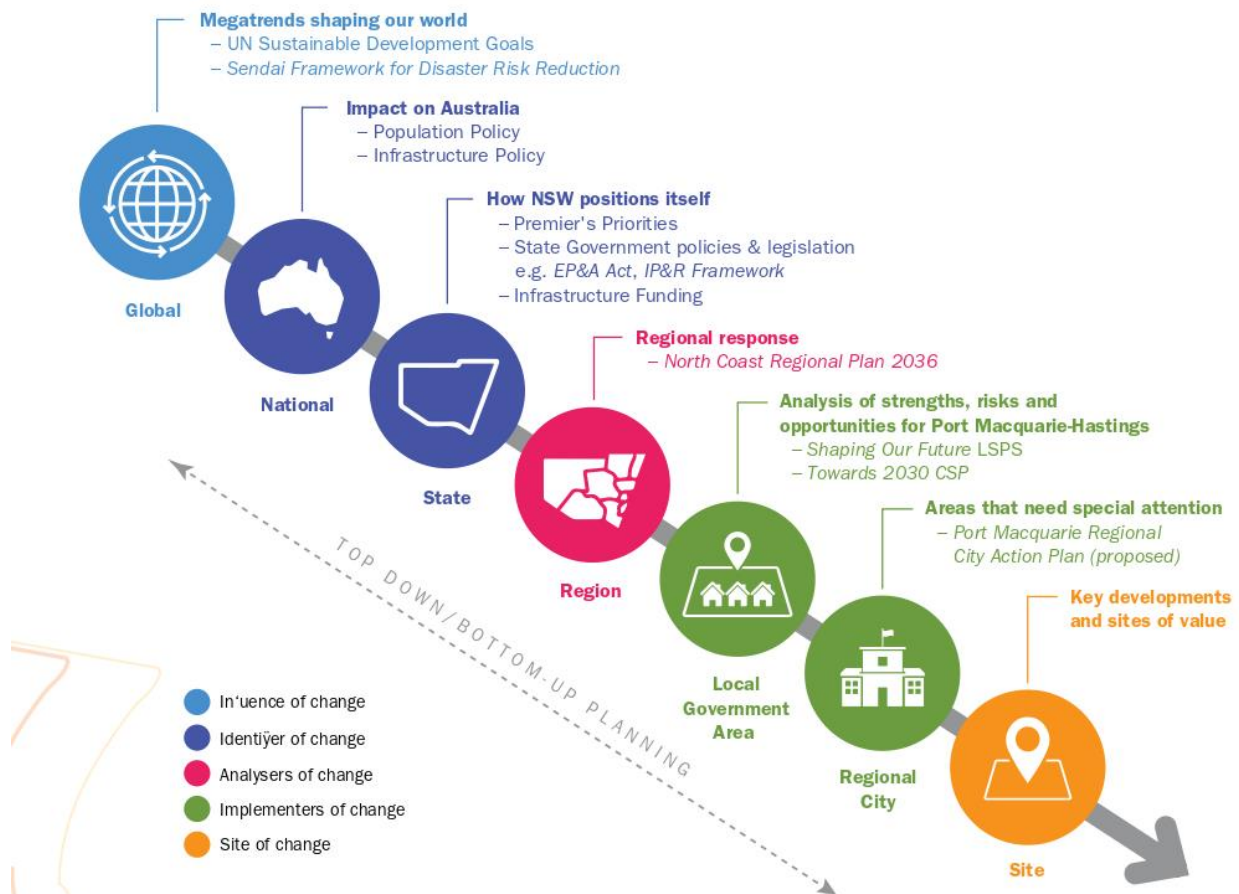 Megatrends shaping our world
– UN Sustainable Development Goals
– Sendai Framework for Disaster Risk Reduction
Global
Impact on Australia
– Population Policy
– Infrastructure Policy
National
How NSW positions itself
– Premier's Priorities
– State Government policies & legislation
e.g. EP&A Act, IP&R Framework
– Infrastructure Funding
State
Regional response
– North Coast Regional Plan 2036
Region
Analysis of strengths, risks and
opportunities for Port Macquarie-Hastings
– Shaping Our Future LSPS
– Towards 2030 CSP
Local
Government
Area
Areas that need special attention
– Port Macquarie Regional
City Action Plan (proposed)
Regional
City
Key developments
and sites of value
Site
TOP DOWN/BOTTOM-UP PLANNING
In‘uence of change
Identiÿer of change
Analysers of change
Implementers of change
Site of change